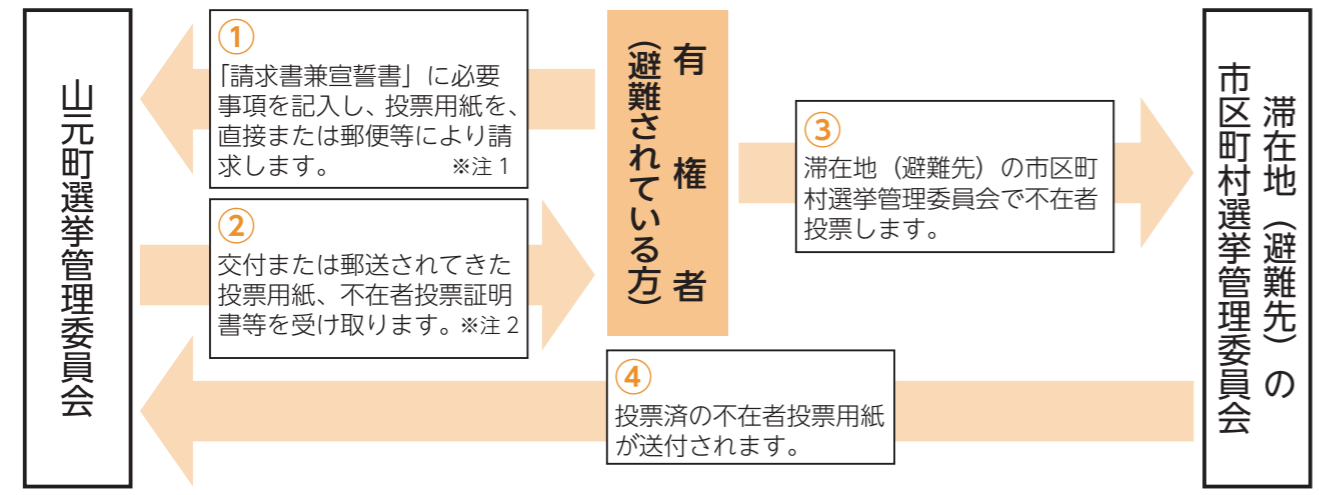 山元町選挙管理委員会
①
「請求書兼宣誓書」に必要
事項を記入し、投票用紙を、
直接または郵便等により請
求します。 ※注1
②
交付または郵送されてきた
投票用紙、不在者投票証明
書等を受け取ります。※注2
有権者
（避難されている方）
③
滞在地（避難先）の市区町
村選挙管理委員会で不在者
投票します。
④
投票済の不在者投票用紙
が送付されます。
滞在地（避難先）の
市区町村選挙管理委員会